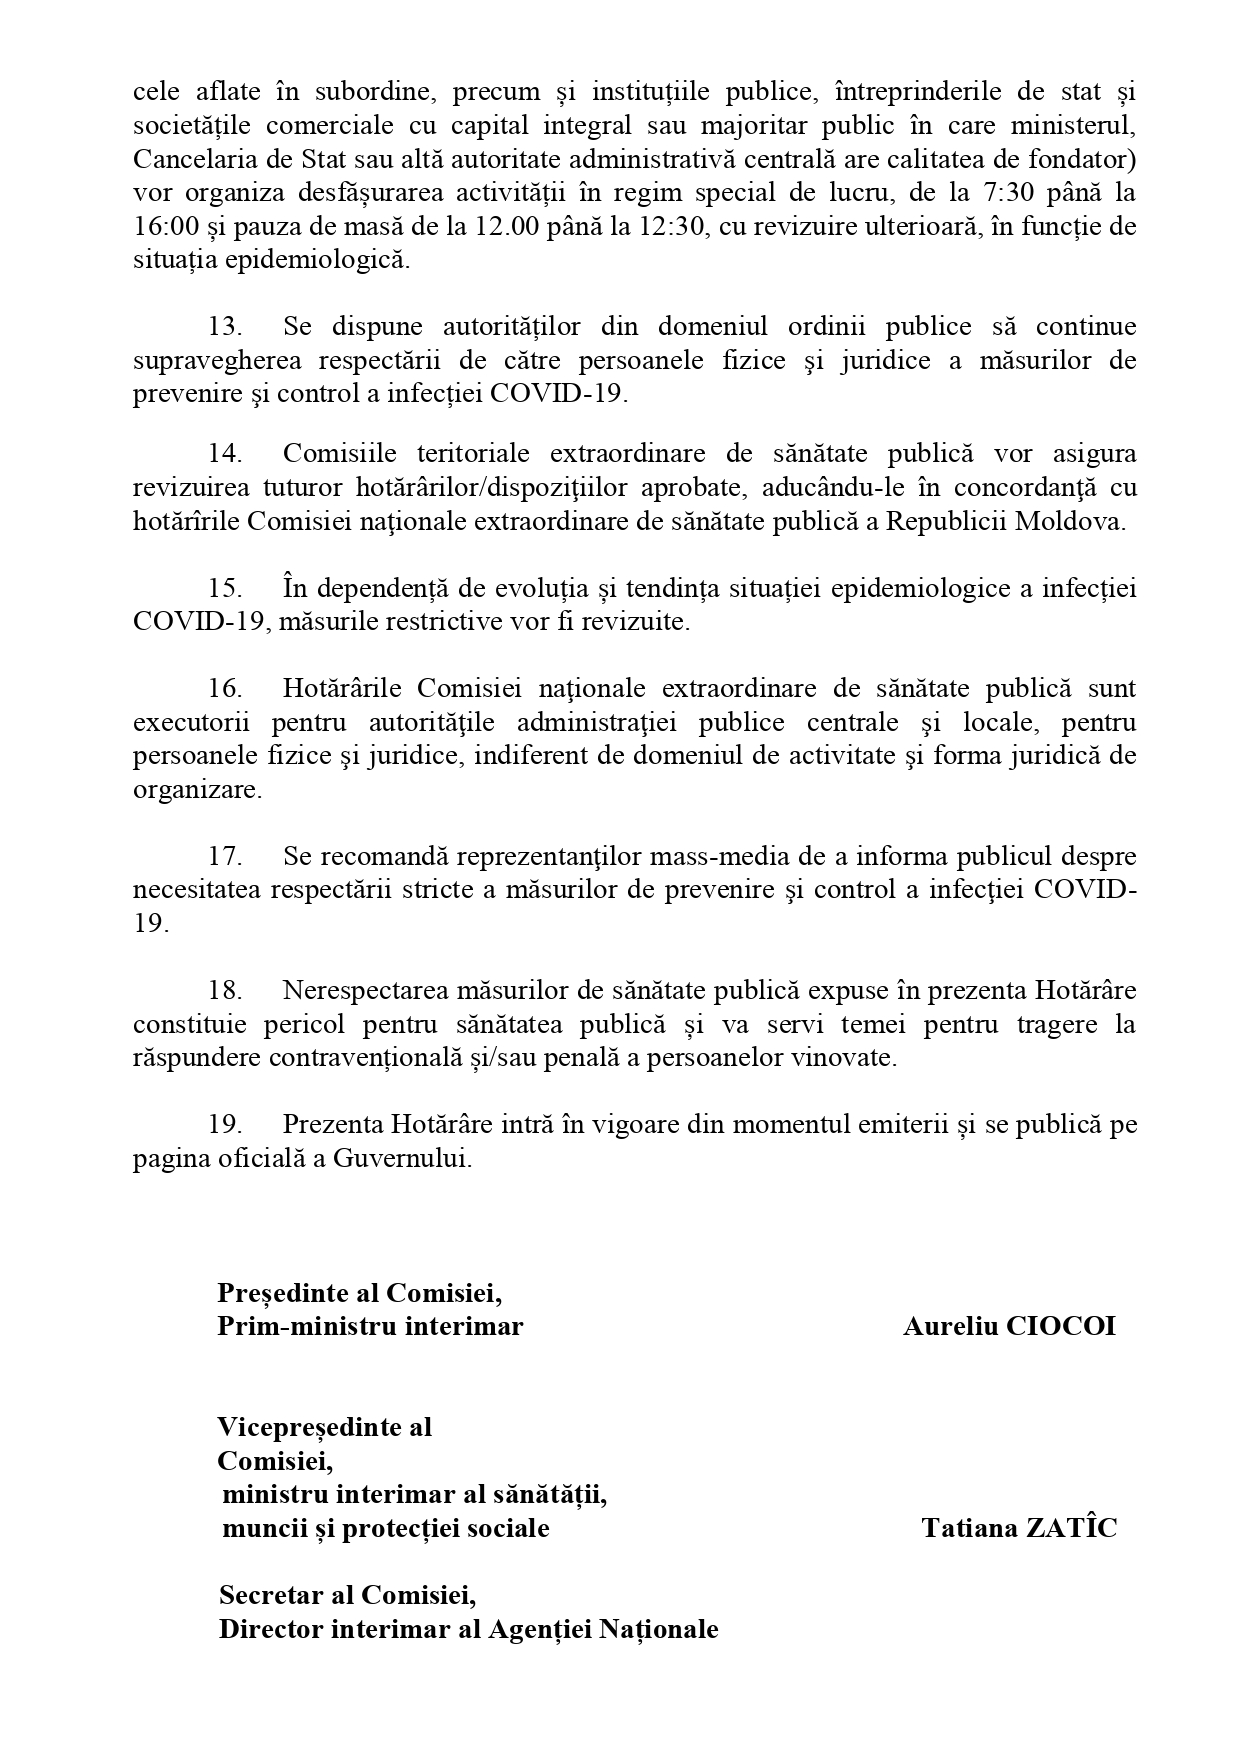 cele aflate în subordine, precum și instituțiile publice, întreprinderile de stat și
societățile comerciale cu capital integral sau majoritar public în care ministerul,
Cancelaria de Stat sau altă autoritate administrativă centrală are calitatea de fondator)
vor organiza desfășurarea activității în regim special de lucru, de la 7:30 până la
16:00 și pauza de masă de la 12.00 până la 12:30, cu revizuire ulterioară, în funcție de
situația epidemiologică.
13. Se dispune autorităților din domeniul ordinii publice să continue
supravegherea respectării de către persoanele fizice şi juridice a măsurilor de
prevenire şi control a infecției COVID-19.
14. Comisiile teritoriale extraordinare de sănătate publică vor asigura
revizuirea tuturor hotărârilor/dispoziţiilor aprobate, aducându-le în concordanţă cu
hotărîrile Comisiei naţionale extraordinare de sănătate publică a Republicii Moldova.
15. În dependență de evoluția și tendința situației epidemiologice a infecției
COVID-19, măsurile restrictive vor fi revizuite.
16. Hotărârile Comisiei naţionale extraordinare de sănătate publică sunt
executorii pentru autorităţile administraţiei publice centrale şi locale, pentru
persoanele fizice şi juridice, indiferent de domeniul de activitate şi forma juridică de
organizare.
17. Se recomandă reprezentanţilor mass-media de a informa publicul despre
necesitatea respectării stricte a măsurilor de prevenire şi control a infecţiei COVID-
19.
18. Nerespectarea măsurilor de sănătate publică expuse în prezenta Hotărâre
constituie pericol pentru sănătatea publică și va servi temei pentru tragere la
răspundere contravențională și/sau penală a persoanelor vinovate.
19. Prezenta Hotărâre intră în vigoare din momentul emiterii și se publică pe
pagina oficială a Guvernului.
Președinte al Comisiei,
Prim-ministru interimar Aureliu CIOCOI
Vicepreședinte al
Comisiei,
ministru interimar al sănătății,
muncii și protecției sociale Tatiana ZATÎC
Secretar al Comisiei,
Director interimar al Agenției Naționale